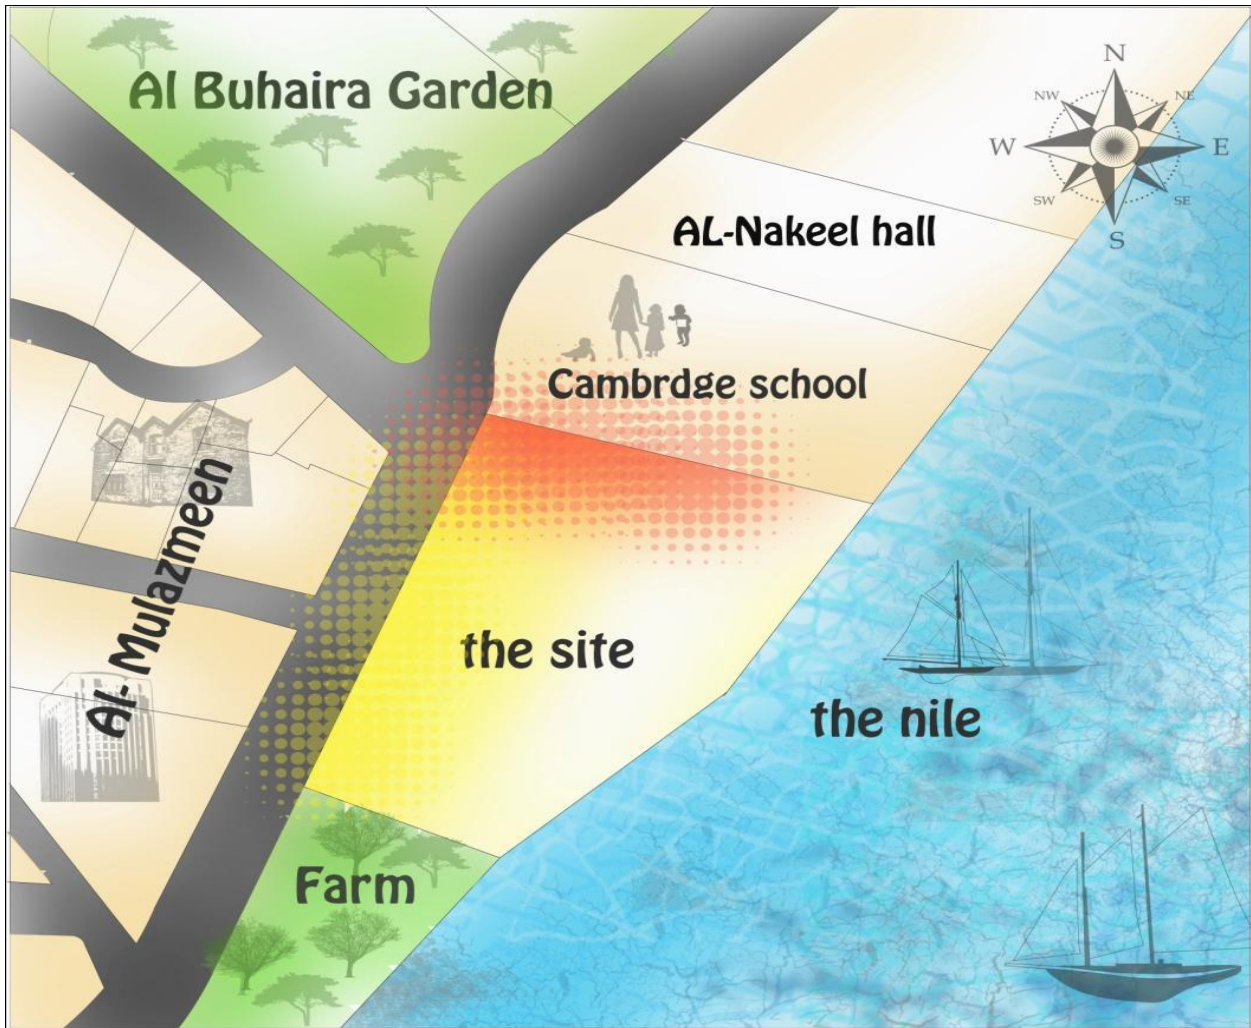 Al Buhaira Garden
N
NW
NE
W
E
SW
SE
S
AL-Nakeel hall
Cambrdge school
Al- Mulazmeen
the site
the nile
Farm